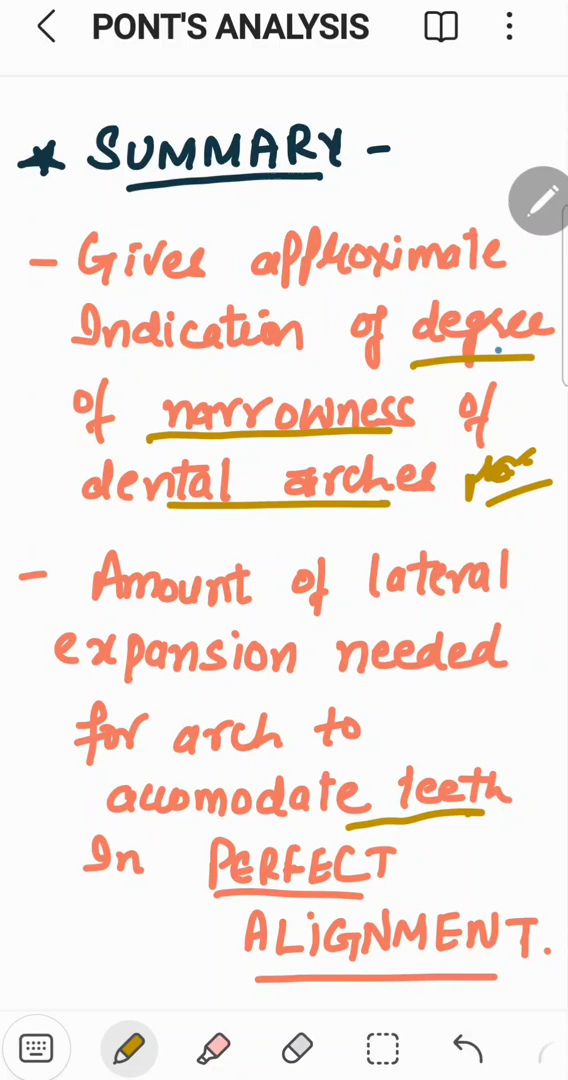 PONT'S ANALYSIS
★ SUMMARY -
- Gives approximate
Indication of degree
of narrowness of
dental arches
- Amount of lateral
expansion needed
for arch to
accomodate teeth
In PERFECT
ALIGNMENT.